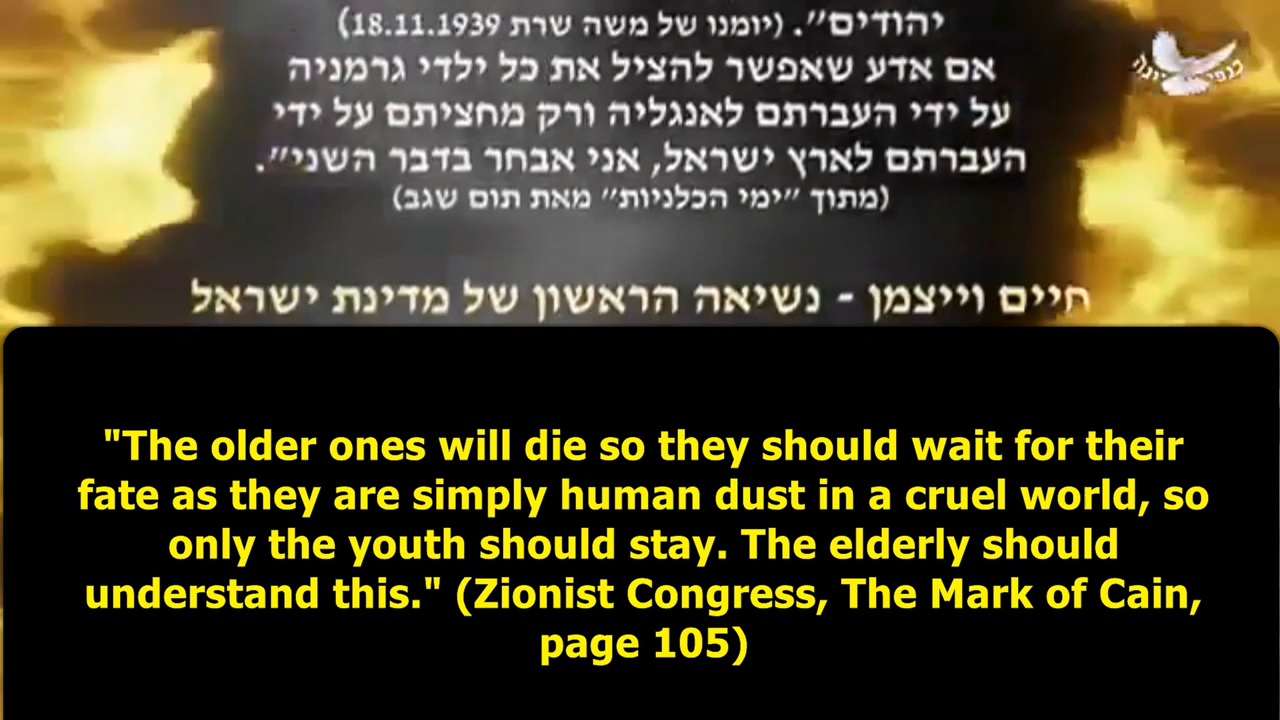 יהודים". (יומנו של משה שרת 18.11.1939)
אם אדע שאפשר להציל את כל ילדי גרמניה
על ידי העברתם לאנגליה ורק מחציתם על ידי
העברתם לארץ ישראל, אני אבחר בדבר השני".
(מתוך "ימי הכלניות" מאת תום שגב)
כנפי יונה
חיים וייצמן - נשיאה הראשון של מדינת ישראל
"The older ones will die so they should wait for their
fate as they are simply human dust in a cruel world, so
only the youth should stay. The elderly should
understand this." (Zionist Congress, The Mark of Cain,
page 105)